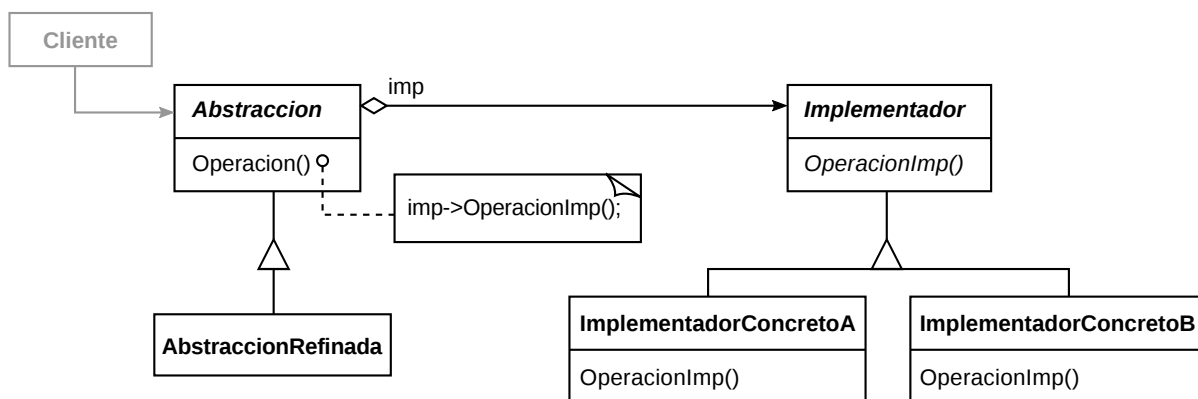 Cliente
imp
Abstraccion
Implementador
Operacion()
OperacionImp()
imp->OperacionImp();
AbstraccionRefinada
ImplementadorConcretoA
ImplementadorConcretoB
OperacionImp()
OperacionImp()